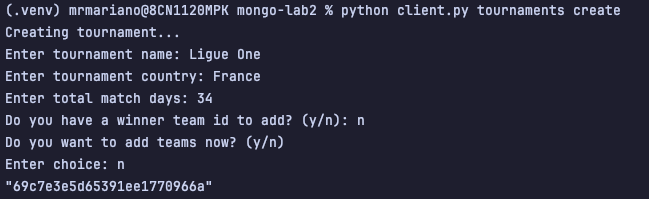 (.venv) mrmariano@8CN1120MPK mongo-lab2 % python client.py tournaments create
Creating tournament...
Enter tournament name: Ligue One
Enter tournament country: France
Enter total match days: 34
Do you have a winner team id to add? (y/n): n
Do you want to add teams now? (y/n)
Enter choice: n
"69c7e3e5d65391ee1770966a"